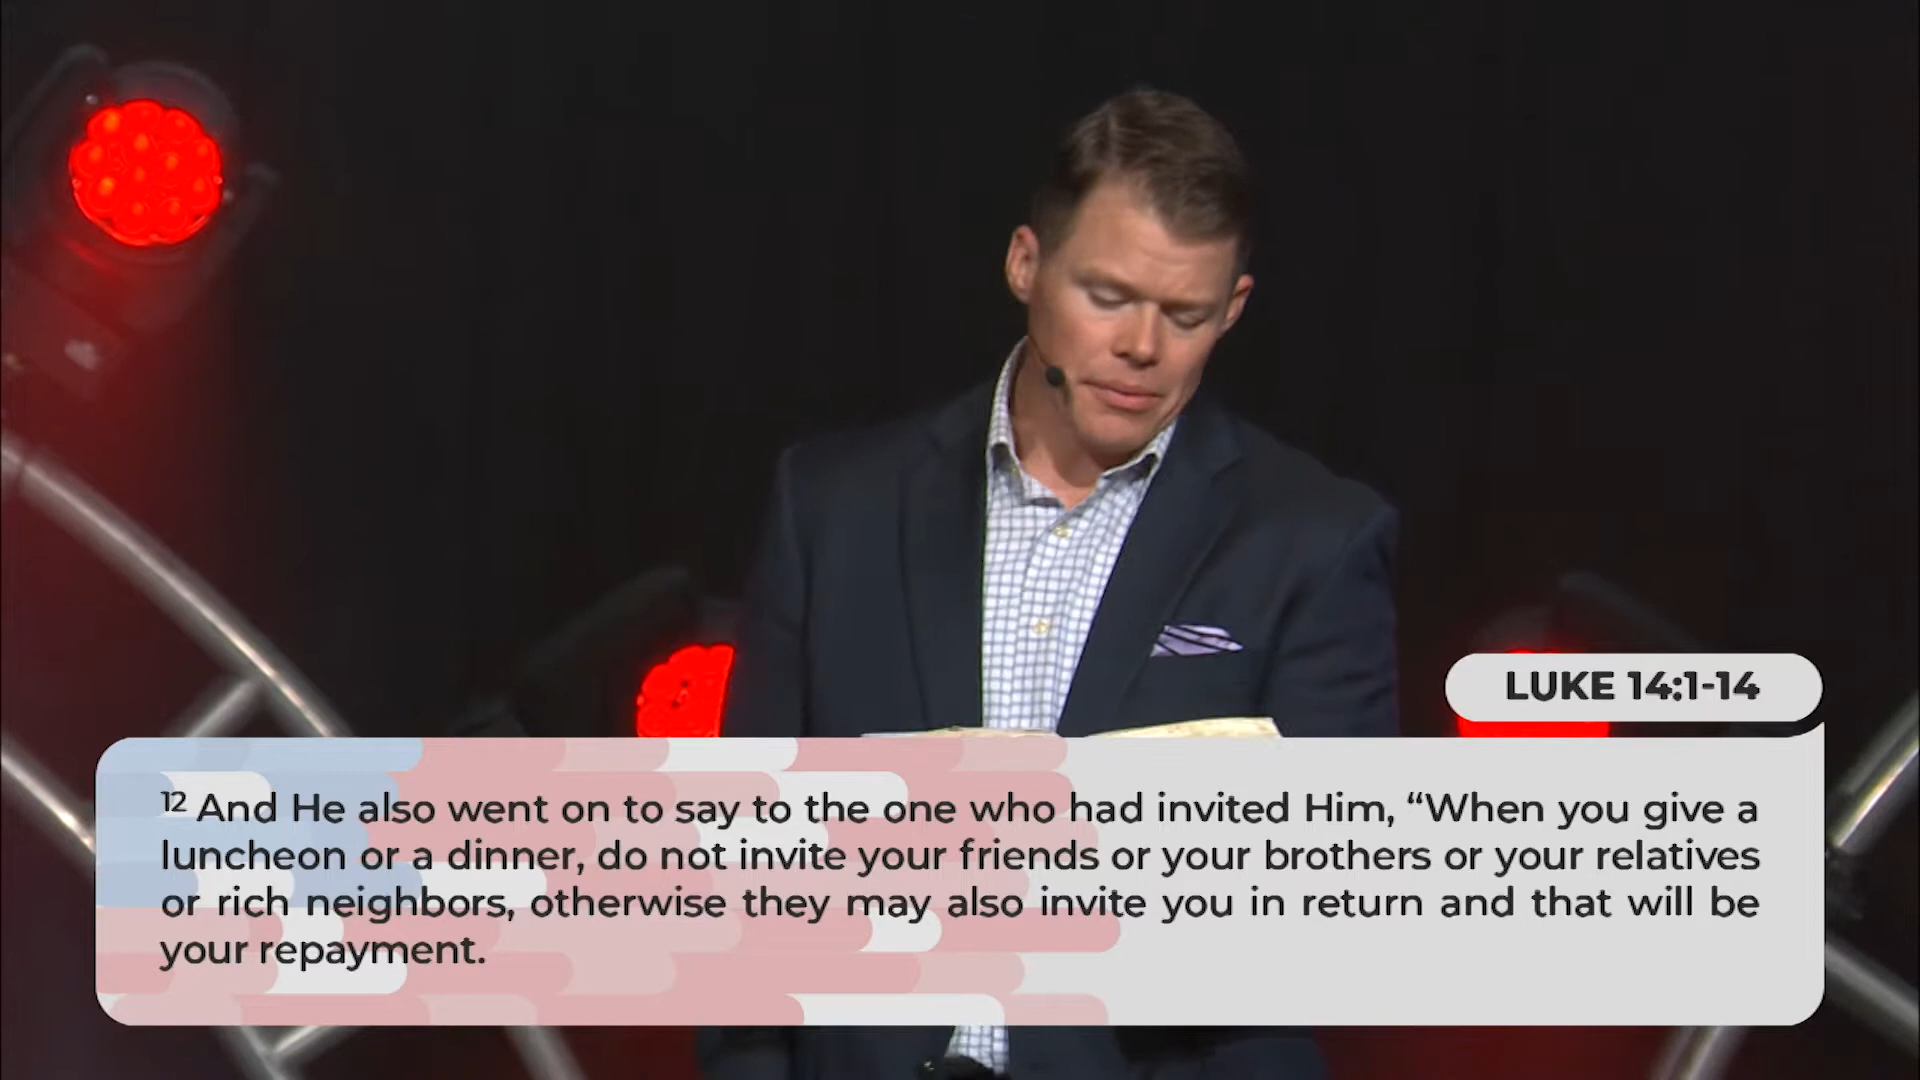 LUKE 14:1-14
12 And He also went on to say to the one who had invited Him, “When you give a
luncheon or a dinner, do not invite your friends or your brothers or your relatives
or rich neighbors, otherwise they may also invite you in return and that will be
your repayment.